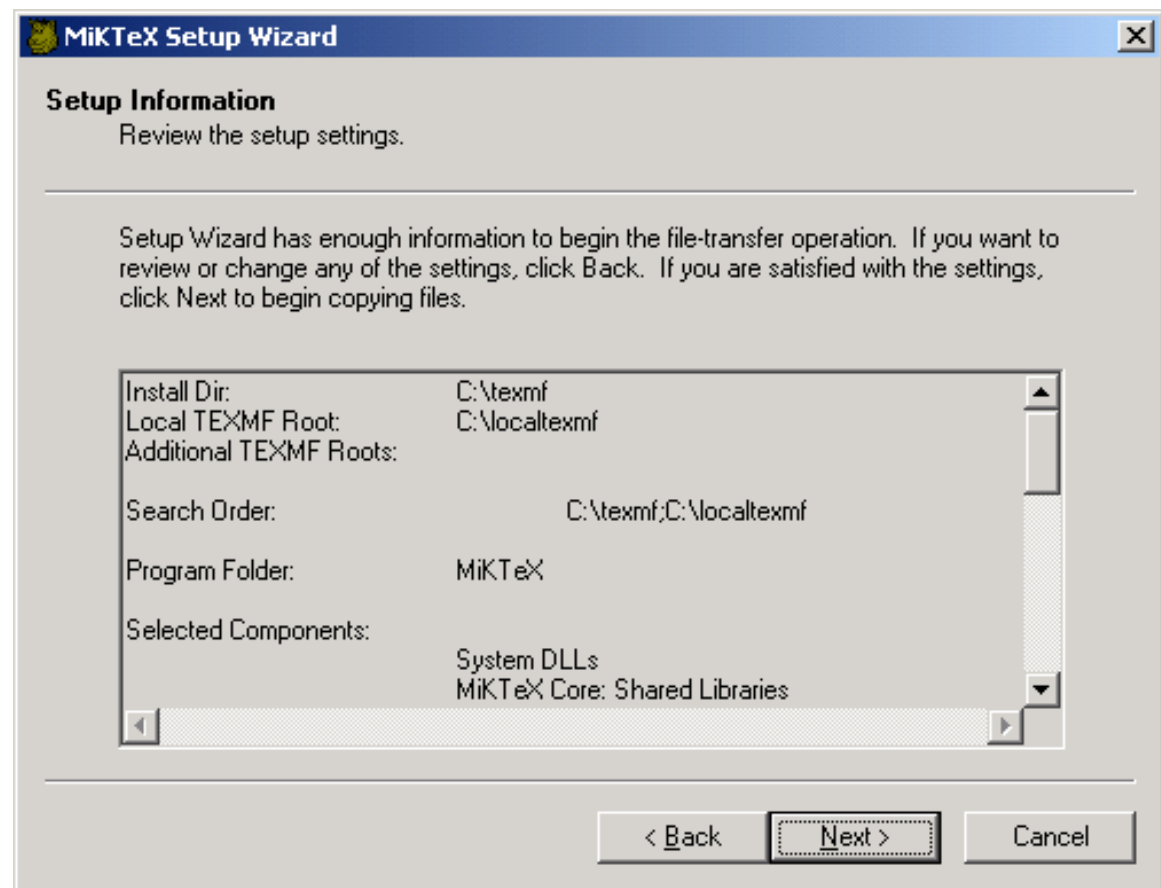 MiKTeX Setup Wizard
Setup Information
Review the setup settings.
Setup Wizard has enough information to begin the file-transfer operation.  If you want to
review or change any of the settings, click Back.  If you are satisfied with the settings,
click Next to begin copying files.
Install Dir: C:\texmf
Local TEXMF Root: C:\localtexmf
Additional TEXMF Roots:
Search Order: C:\texmf;C:\localtexmf
Program Folder: MiKTeX
Selected Components:
System DLLs
MiKTeX Core: Shared Libraries
< Back Next > Cancel